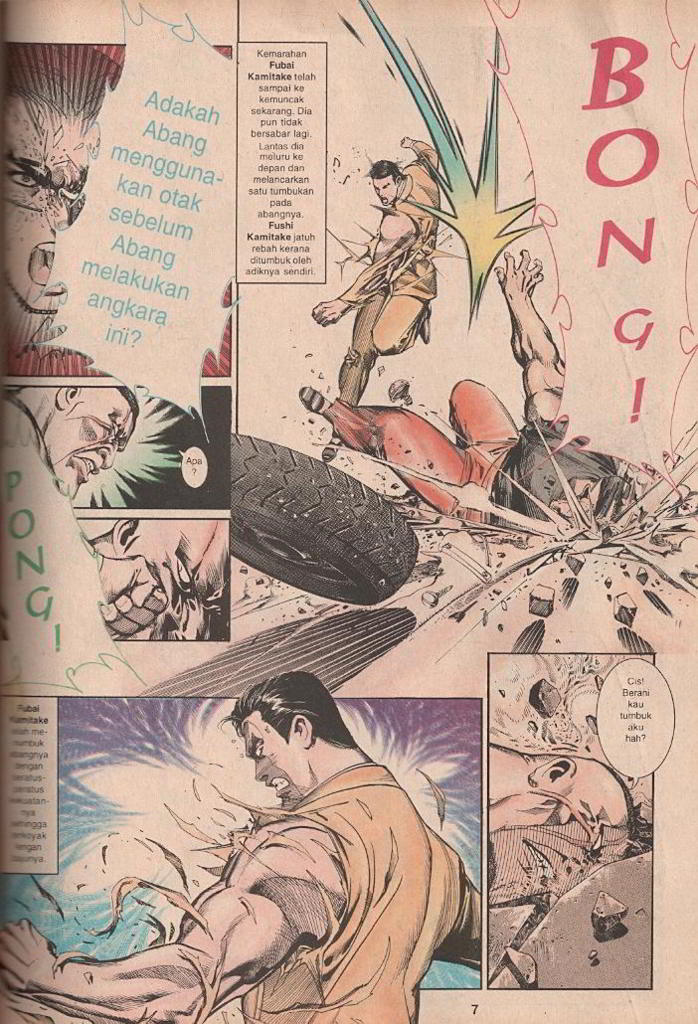 Adakah
Abang
mengguna-
kan otak
sebelum
Abang
melakukan
angkara
ini?
Kemarahan
Fubai
Kamitake telah
sampai ke
kemuncak
sekarang. Dia
pun tidak
bersabar lagi.
Lantas dia
meluru ke
depan dan
melancarkan
satu tumbukan
pada
abangnya.
Fushi
Kamitake jatuh
rebah kerana
ditumbuk oleh
adiknya sendiri.
BONG!
Apa
?
PONG!
Fubai
Kamitake
telah me-
numbuk
abangnya
dengan
seratus-
peratus
kekuatan-
nya
sehingga
terkoyak
lengan
bajunya.
Cis!
Berani
kau
tumbuk
aku
hah?
7